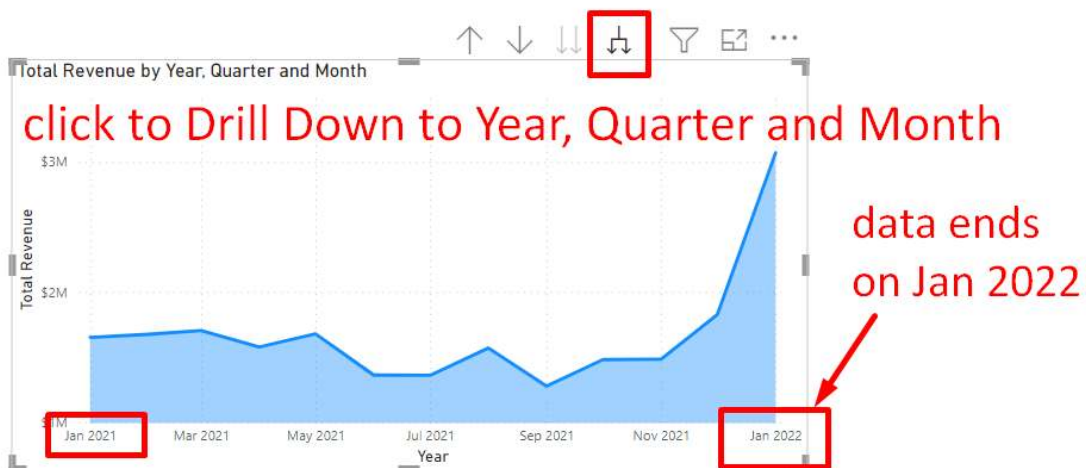 Total Revenue by Year, Quarter and Month
click to Drill Down to Year, Quarter and Month
$3M
Total Revenue
$2M
$1M
data ends
on Jan 2022
Jan 2021
Mar 2021
May 2021
Jul 2021
Sep 2021
Nov 2021
Jan 2022
Year